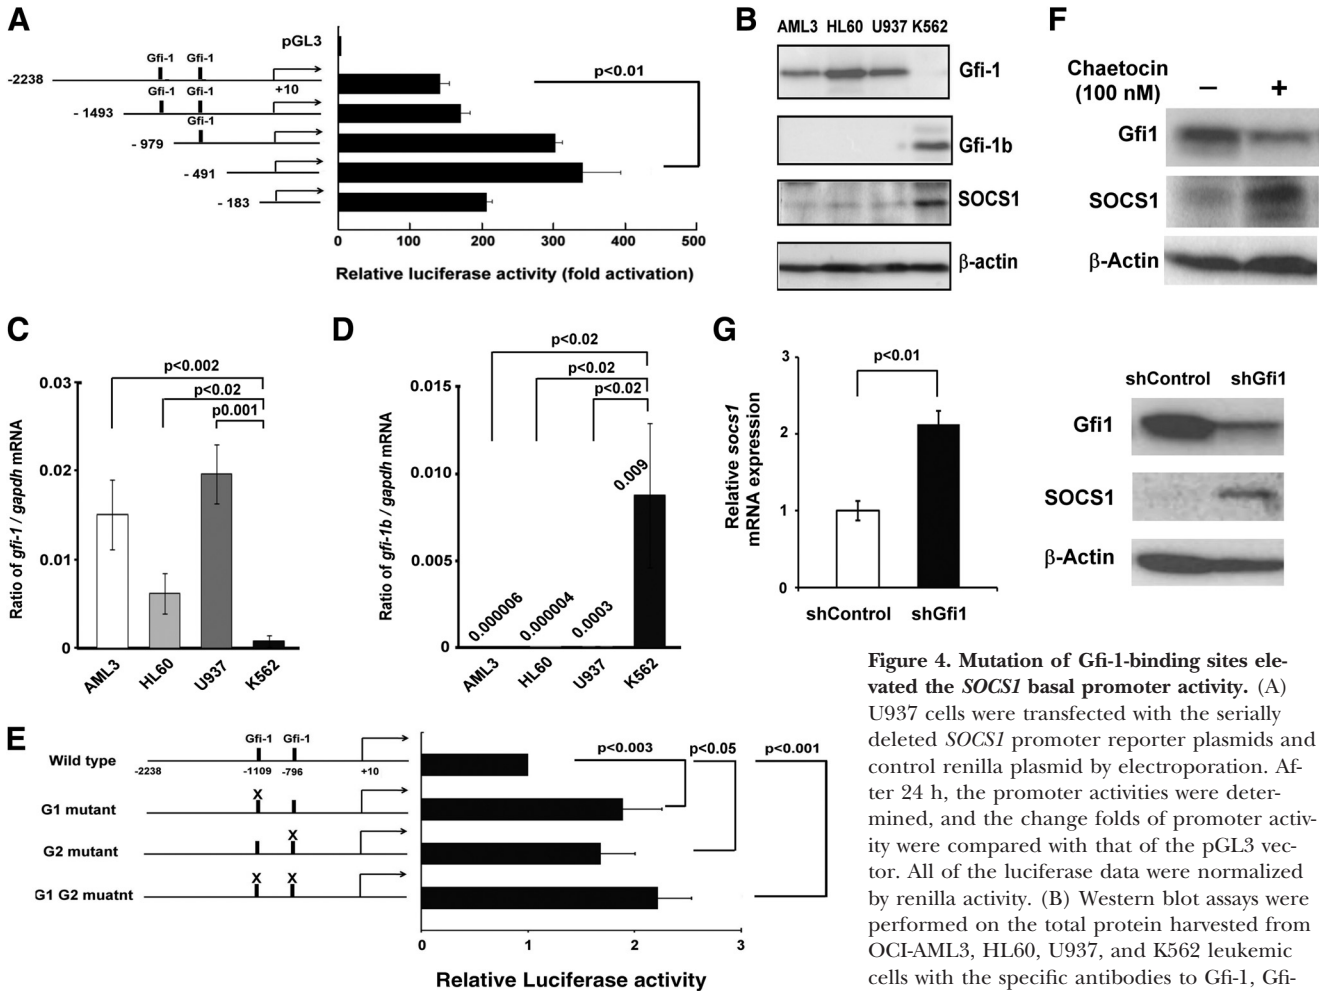 A
pGL3
Gfi-1 Gfi-1
-2238
+10
Gfi-1 Gfi-1
- 1493
Gfi-1
- 979
- 491
- 183
p<0.01
0 100 200 300 400 500
Relative luciferase activity (fold activation)
B
AML3 HL60 U937 K562
Gfi-1
Gfi-1b
SOCS1
β-actin
F
Chaetocin
(100 nM)
– +
Gfi1
SOCS1
β-Actin
C
p<0.002
p<0.02
p0.001
0.03
0.02
0.01
0
Ratio of gfi-1 / gapdh mRNA
AML3 HL60 U937 K562
D
p<0.02
p<0.02
p<0.02
0.015
0.010
0.005
0
Ratio of gfi-1b / gapdh mRNA
0.000006 0.000004 0.0003 0.009
AML3 HL60 U937 K562
G
p<0.01
3
2
1
0
Relative socs1
mRNA expression
shControl shGfi1
shControl shGfi1
Gfi1
SOCS1
β-Actin
E
Gfi-1 Gfi-1
Wild type
-2238 -1109 -796 +10
X
G1 mutant
X
G2 mutant
X X
G1 G2 muatnt
p<0.003 p<0.05 p<0.001
0 1 2 3
Relative Luciferase activity
Figure 4. Mutation of Gfi-1-binding sites ele-
vated the SOCS1 basal promoter activity. (A)
U937 cells were transfected with the serially
deleted SOCS1 promoter reporter plasmids and
control renilla plasmid by electroporation. Af-
ter 24 h, the promoter activities were deter-
mined, and the change folds of promoter activ-
ity were compared with that of the pGL3 vec-
tor. All of the luciferase data were normalized
by renilla activity. (B) Western blot assays were
performed on the total protein harvested from
OCI-AML3, HL60, U937, and K562 leukemic
cells with the specific antibodies to Gfi-1, Gfi-